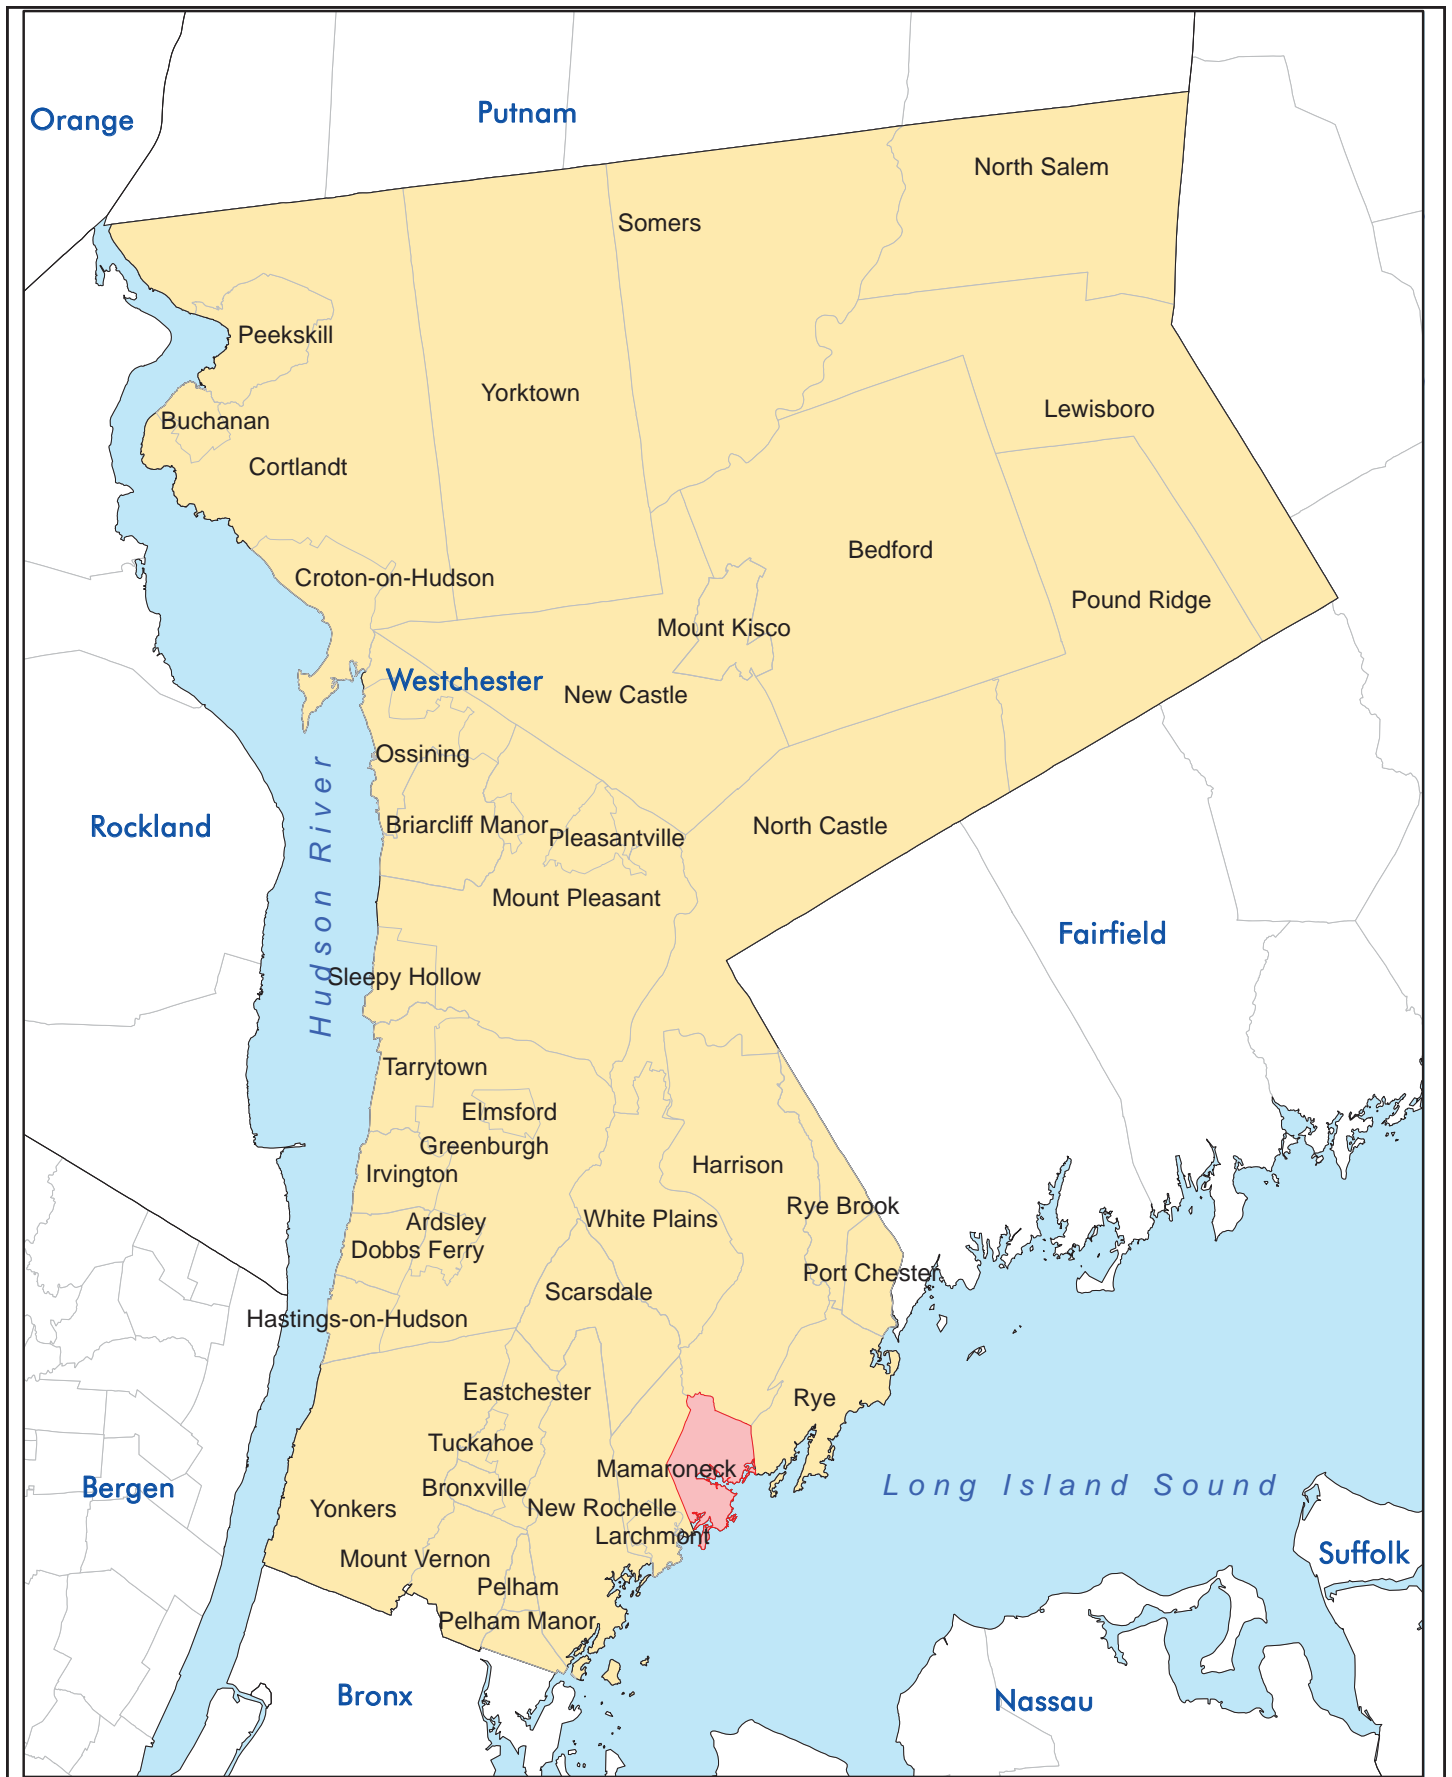 Orange
Putnam
North Salem
Somers
Peekskill
Yorktown
Lewisboro
Buchanan
Cortlandt
Bedford
Croton-on-Hudson
Pound Ridge
Mount Kisco
Westchester
New Castle
Ossining
Hudson River
Rockland
Briarcliff Manor
Pleasantville
North Castle
Mount Pleasant
Fairfield
Sleepy Hollow
Tarrytown
Elmsford
Greenburgh
Irvington
Harrison
Rye Brook
White Plains
Ardsley
Dobbs Ferry
Port Chester
Scarsdale
Hastings-on-Hudson
Eastchester
Rye
Tuckahoe
Mamaroneck
Bergen
Bronxville
Long Island Sound
Yonkers
New Rochelle
Larchmont
Mount Vernon
Suffolk
Pelham
Pelham Manor
Bronx
Nassau